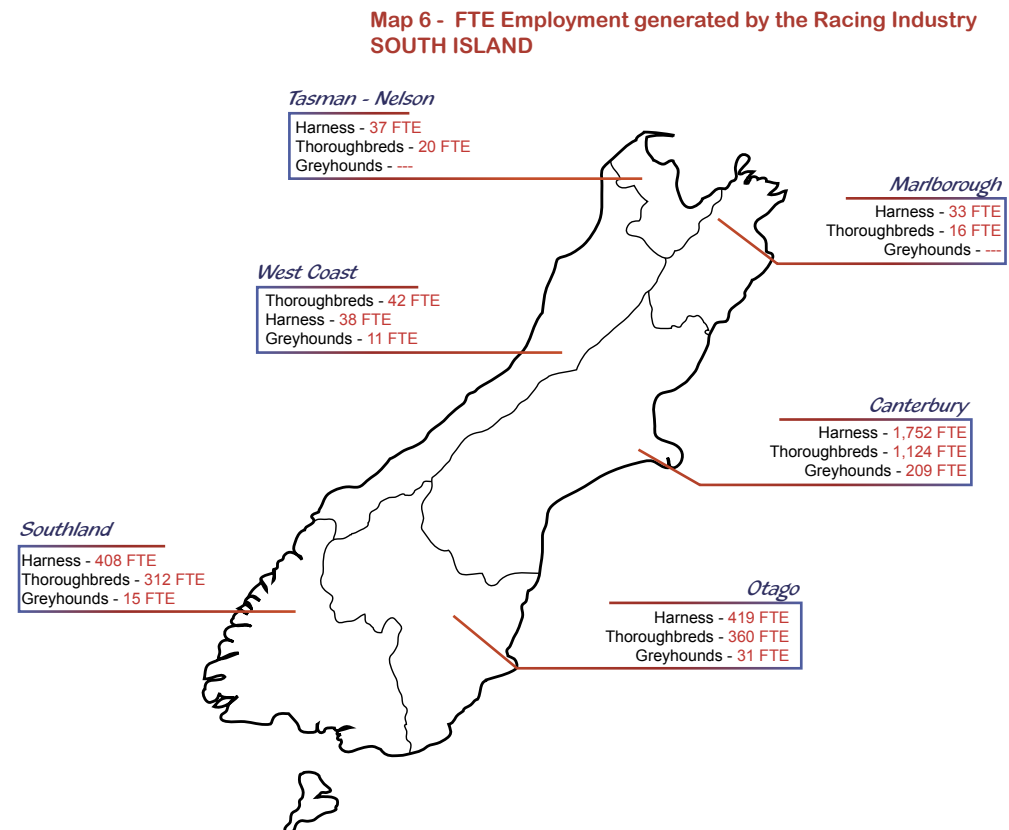 Map 6 - FTE Employment generated by the Racing Industry
SOUTH ISLAND
Tasman - Nelson
Harness - 37 FTE
Thoroughbreds - 20 FTE
Greyhounds - ---
Marlborough
Harness - 33 FTE
Thoroughbreds - 16 FTE
Greyhounds - ---
West Coast
Thoroughbreds - 42 FTE
Harness - 38 FTE
Greyhounds - 11 FTE
Canterbury
Harness - 1,752 FTE
Thoroughbreds - 1,124 FTE
Greyhounds - 209 FTE
Southland
Harness - 408 FTE
Thoroughbreds - 312 FTE
Greyhounds - 15 FTE
Otago
Harness - 419 FTE
Thoroughbreds - 360 FTE
Greyhounds - 31 FTE